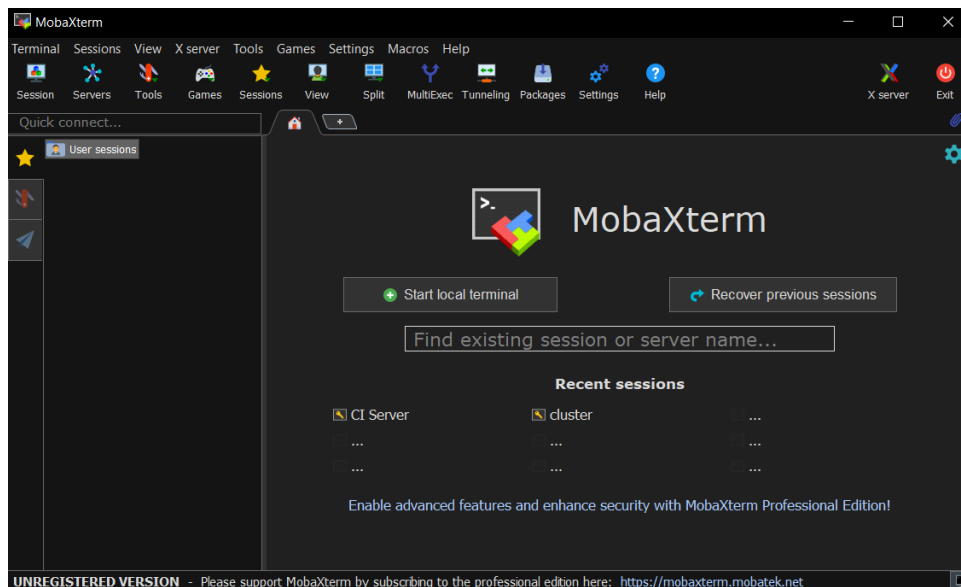 MobaXterm
Terminal Sessions View X server Tools Games Settings Macros Help
Session Servers Tools Games Sessions View Split MultiExec Tunneling Packages Settings Help X server Exit
Quick connect...
User sessions
>_
MobaXterm
Start local terminal Recover previous sessions
Find existing session or server name...
Recent sessions
CI Server cluster ...
... ... ...
... ... ...
Enable advanced features and enhance security with MobaXterm Professional Edition!
UNREGISTERED VERSION - Please support MobaXterm by subscribing to the professional edition here: https://mobaxterm.mobatek.net